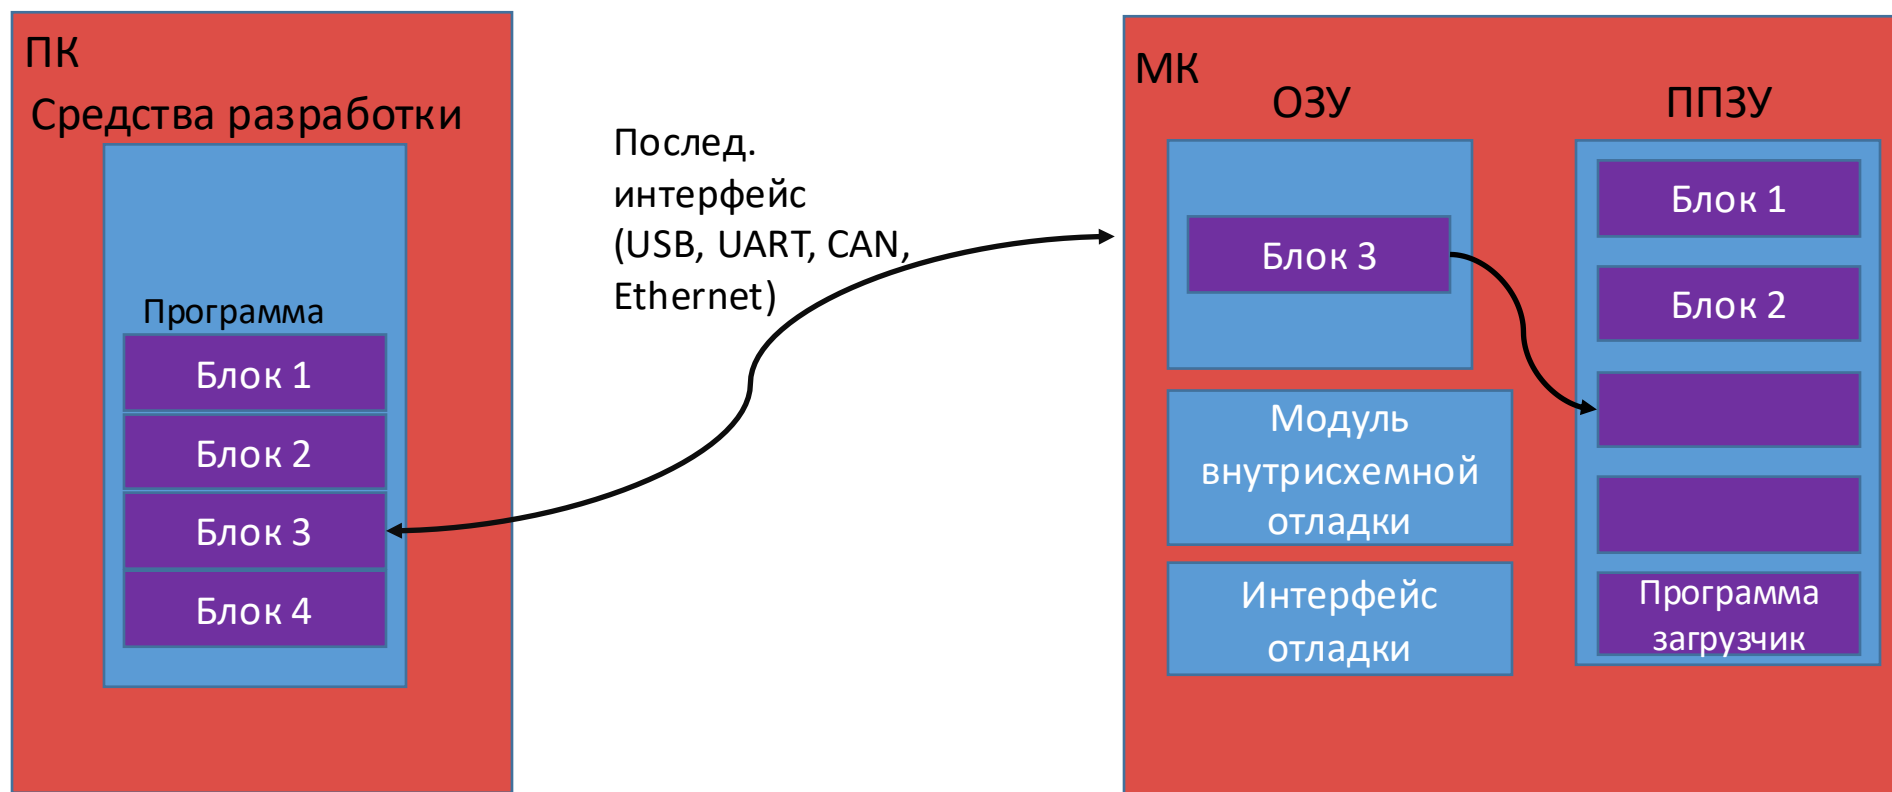 ПК
Средства разработки
Программа
Блок 1
Блок 2
Блок 3
Блок 4
Послед.
интерфейс
(USB, UART, CAN,
Ethernet)
МК
ОЗУ
Блок 3
Модуль
внутрисхемной
отладки
Интерфейс
отладки
ППЗУ
Блок 1
Блок 2
Программа
загрузчик